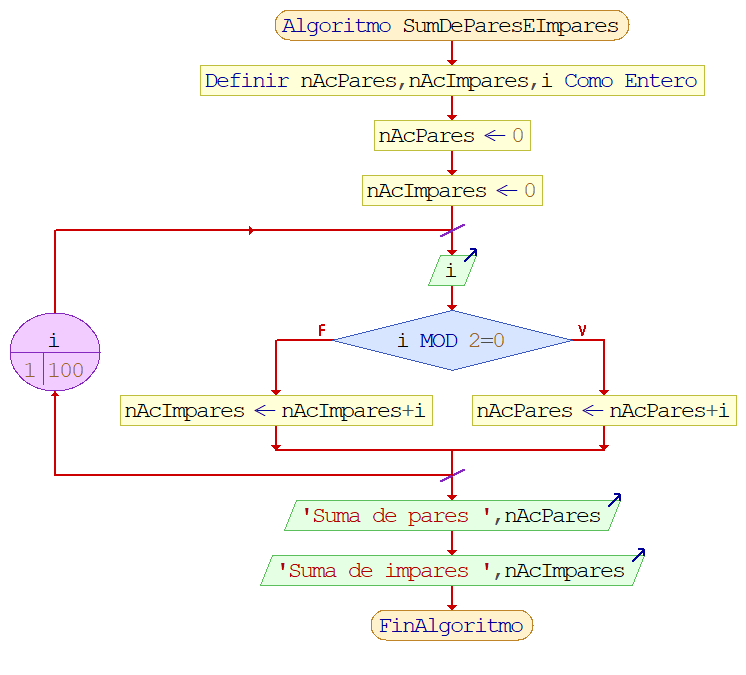 Algoritmo SumDeParesEImpares
Definir nAcPares,nAcImpares,i Como Entero
nAcPares ← 0
nAcImpares ← 0
i
i
1 100
i MOD 2=0
F
V
nAcImpares ← nAcImpares+i
nAcPares ← nAcPares+i
'Suma de pares ',nAcPares
'Suma de impares ',nAcImpares
FinAlgoritmo